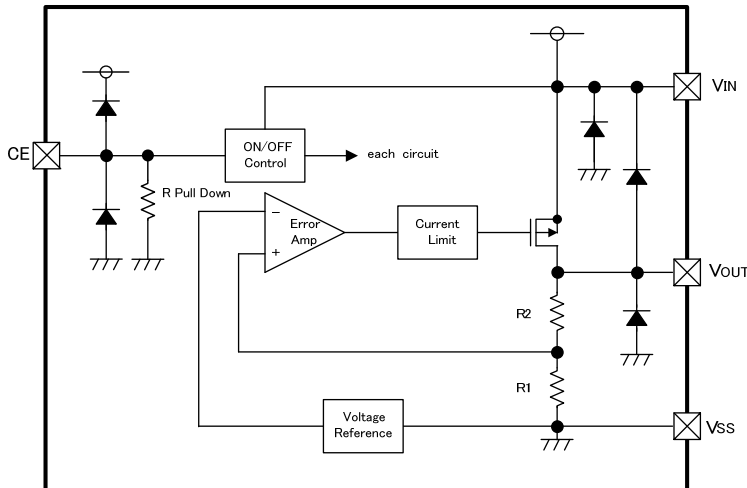 VIN
CE
ON/OFF
Control
each circuit
R Pull Down
−
Error
Amp
+
Current
Limit
VOUT
R2
R1
Voltage
Reference
VSS